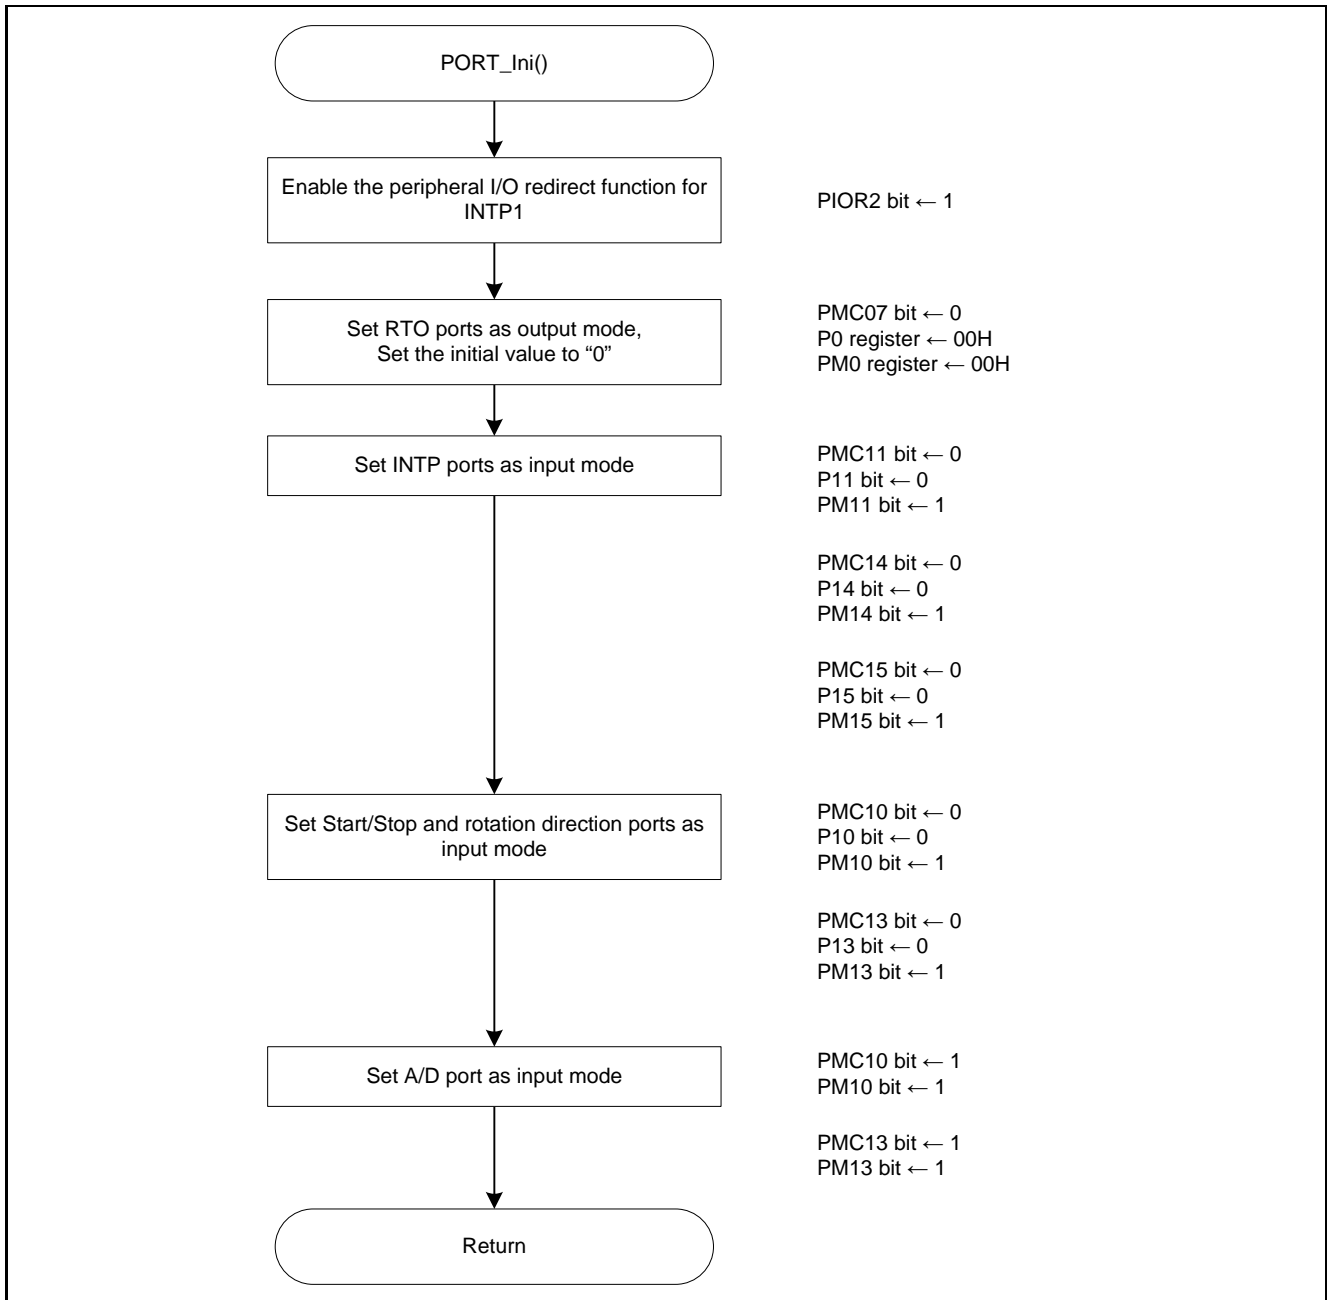 PORT_Ini()
Enable the peripheral I/O redirect function for
INTP1
PIOR2 bit ← 1
Set RTO ports as output mode,
Set the initial value to “0”
PMC07 bit ← 0
P0 register ← 00H
PM0 register ← 00H
Set INTP ports as input mode
PMC11 bit ← 0
P11 bit ← 0
PM11 bit ← 1
PMC14 bit ← 0
P14 bit ← 0
PM14 bit ← 1
PMC15 bit ← 0
P15 bit ← 0
PM15 bit ← 1
Set Start/Stop and rotation direction ports as
input mode
PMC10 bit ← 0
P10 bit ← 0
PM10 bit ← 1
PMC13 bit ← 0
P13 bit ← 0
PM13 bit ← 1
Set A/D port as input mode
PMC10 bit ← 1
PM10 bit ← 1
PMC13 bit ← 1
PM13 bit ← 1
Return